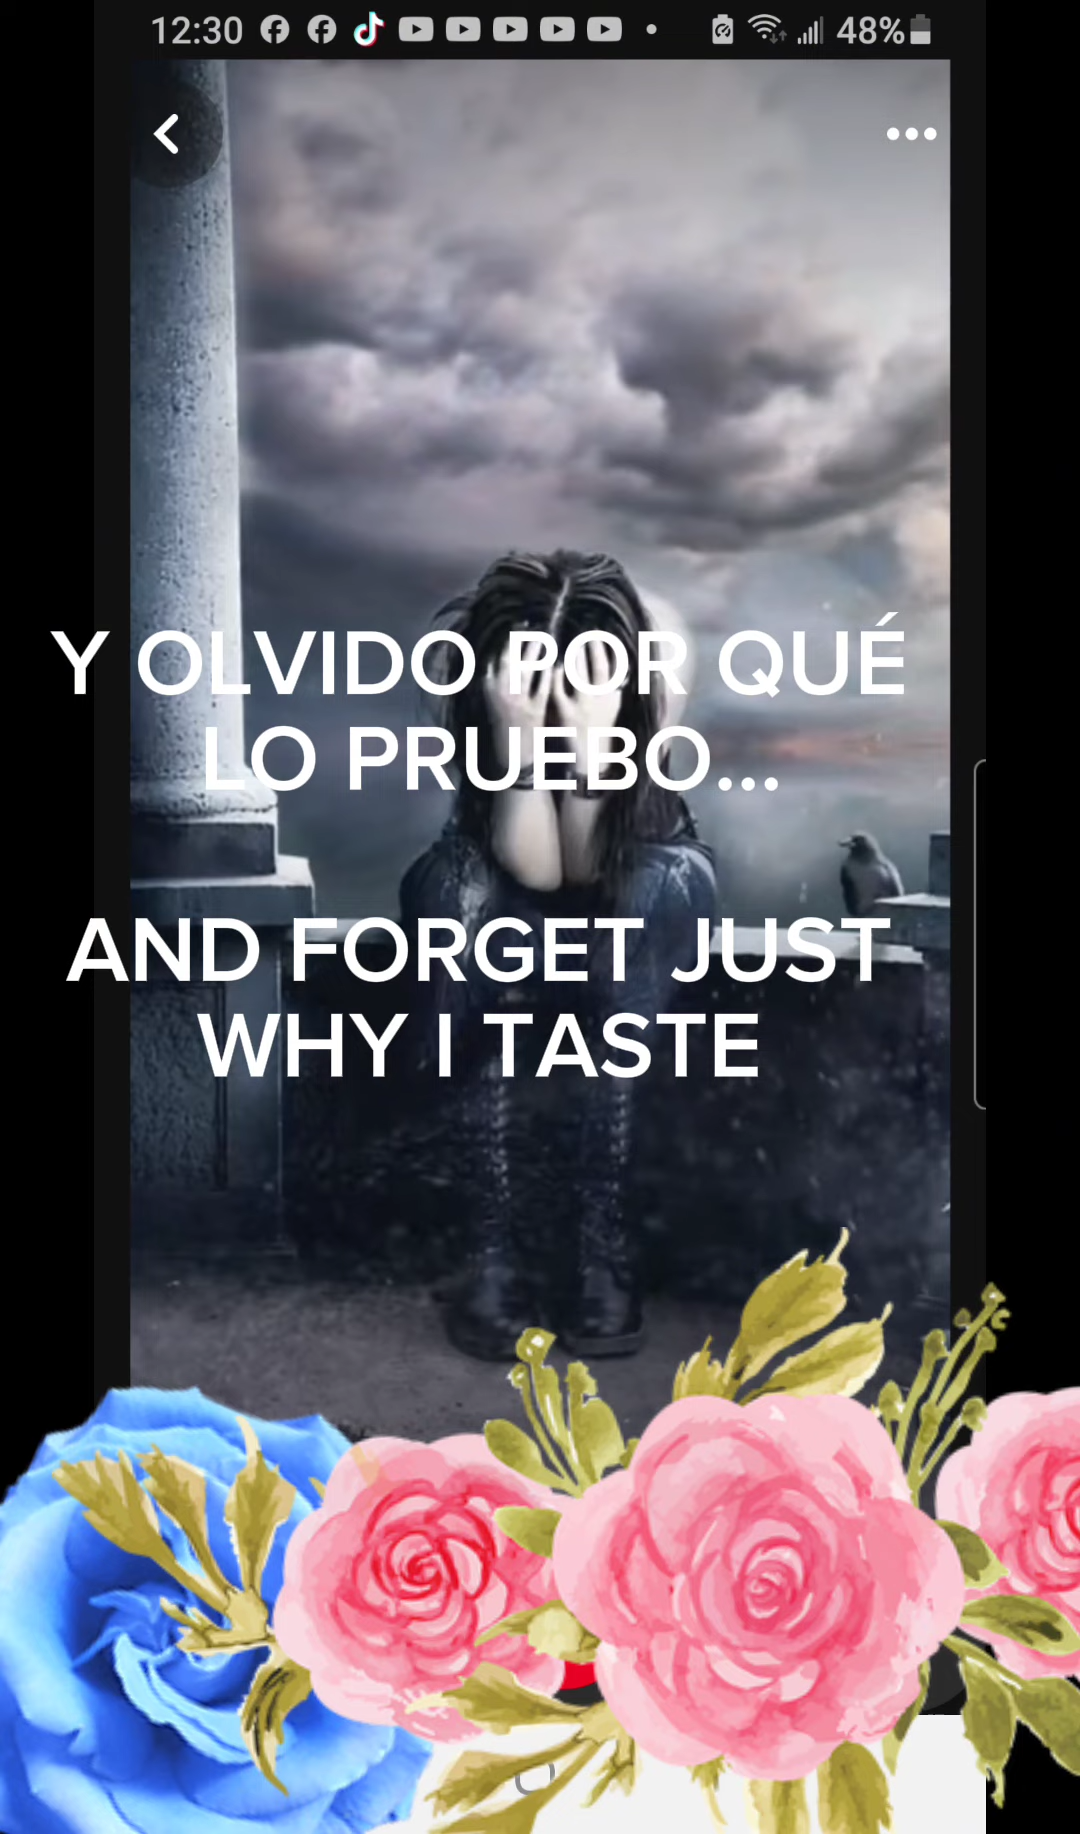 12:30 48%
Y OLVIDO POR QUÉ
LO PRUEBO...
AND FORGET JUST
WHY I TASTE